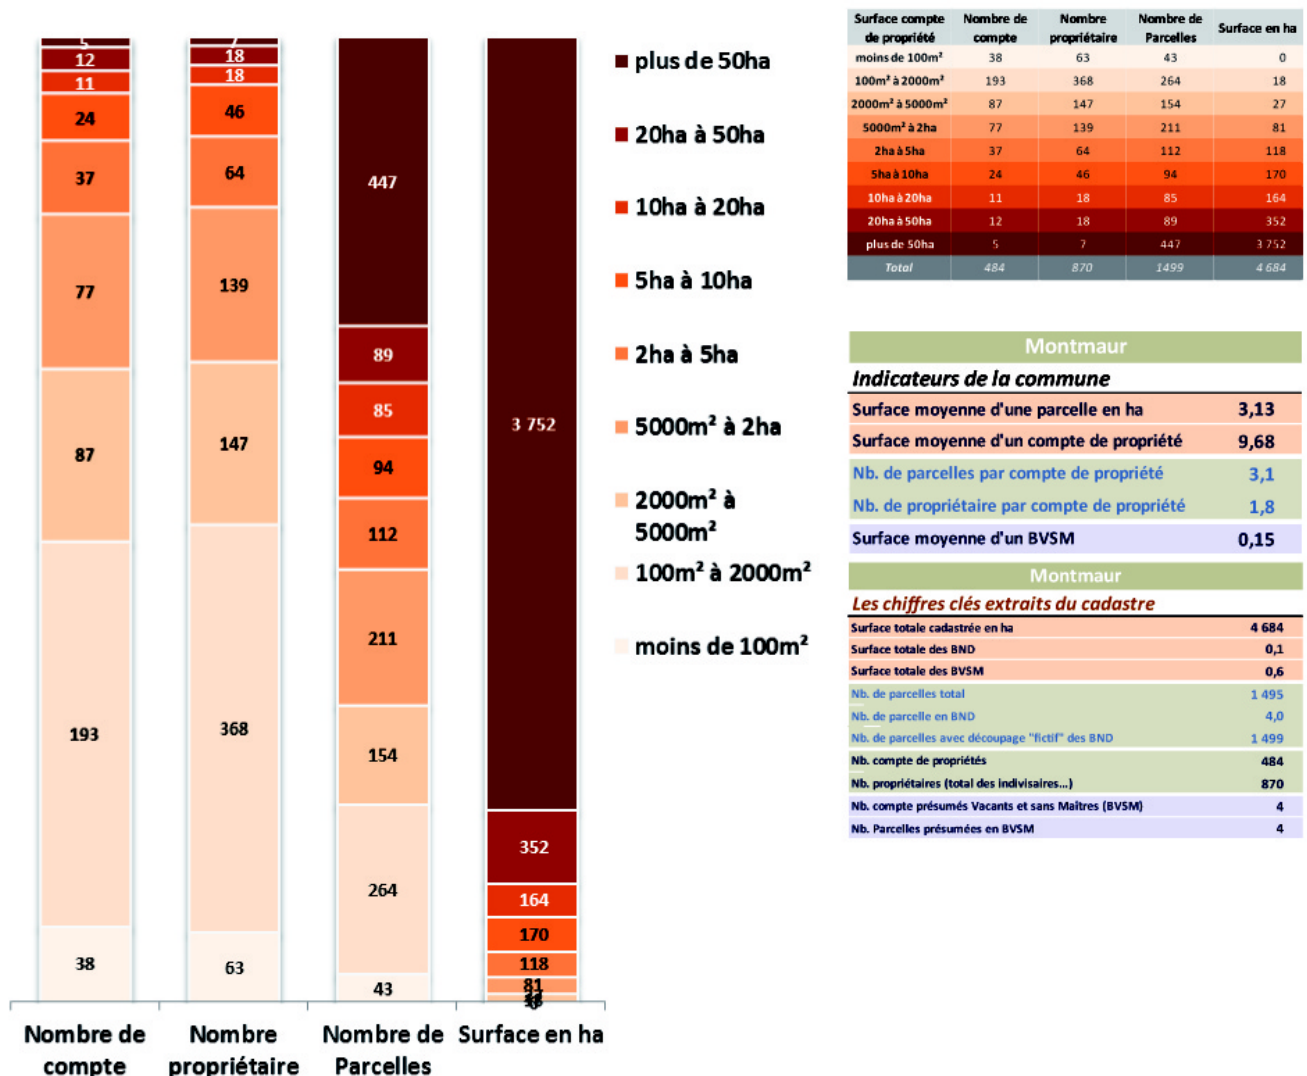 5
12
11
24
37
77
87
193
38
7
18
18
46
64
139
147
368
63
447
89
85
94
112
211
154
264
43
3 752
352
164
170
118
81
Nombre de
compte
Nombre
propriétaire
Nombre de
Parcelles
Surface en ha
plus de 50ha
20ha à 50ha
10ha à 20ha
5ha à 10ha
2ha à 5ha
5000m² à 2ha
2000m² à
5000m²
100m² à 2000m²
moins de 100m²
Surface compte de propriété Nombre de compte Nombre propriétaire Nombre de Parcelles Surface en ha
moins de 100m² 38 63 43 0
100m² à 2000m² 193 368 264 18
2000m² à 5000m² 87 147 154 27
5000m² à 2ha 77 139 211 81
2ha à 5ha 37 64 112 118
5ha à 10ha 24 46 94 170
10ha à 20ha 11 18 85 164
20ha à 50ha 12 18 89 352
plus de 50ha 5 7 447 3 752
Total 484 870 1499 4 684
Montmaur
Indicateurs de la commune
Surface moyenne d'une parcelle en ha 3,13
Surface moyenne d'un compte de propriété 9,68
Nb. de parcelles par compte de propriété 3,1
Nb. de propriétaire par compte de propriété 1,8
Surface moyenne d'un BVSM 0,15
Montmaur
Les chiffres clés extraits du cadastre
Surface totale cadastrée en ha 4 684
Surface totale des BND 0,1
Surface totale des BVSM 0,6
Nb. de parcelles total 1 495
Nb. de parcelle en BND 4,0
Nb. de parcelles avec découpage "fictif" des BND 1 499
Nb. compte de propriétés 484
Nb. propriétaires (total des indivisaires...) 870
Nb. compte présumés Vacants et sans Maîtres (BVSM) 4
Nb. Parcelles présumées en BVSM 4